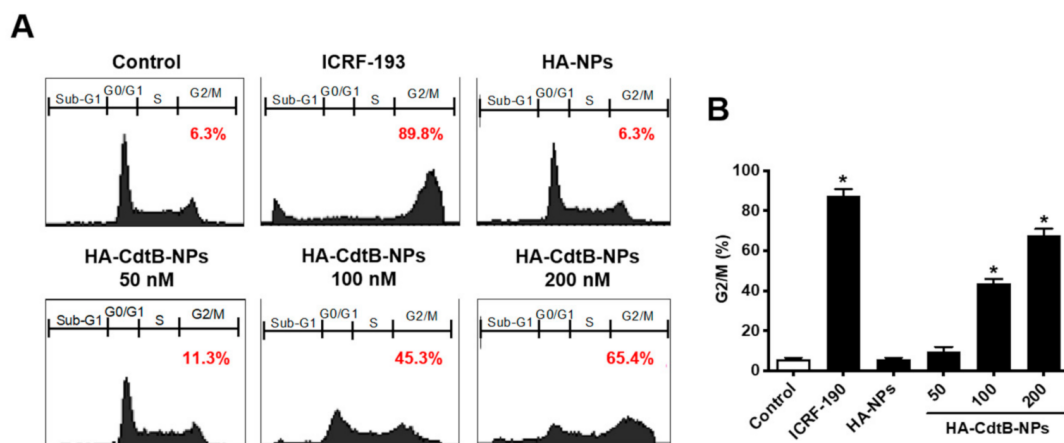 A
Control
Sub-G1 G0/G1 S G2/M
6.3%
ICRF-193
Sub-G1 G0/G1 S G2/M
89.8%
HA-NPs
Sub-G1 G0/G1 S G2/M
6.3%
HA-CdtB-NPs
50 nM
Sub-G1 G0/G1 S G2/M
11.3%
HA-CdtB-NPs
100 nM
Sub-G1 G0/G1 S G2/M
45.3%
HA-CdtB-NPs
200 nM
Sub-G1 G0/G1 S G2/M
65.4%
B
G2/M (%)
100
80
60
40
20
0
*
*
*
Control
ICRF-190
HA-NPs
50
100
200
HA-CdtB-NPs